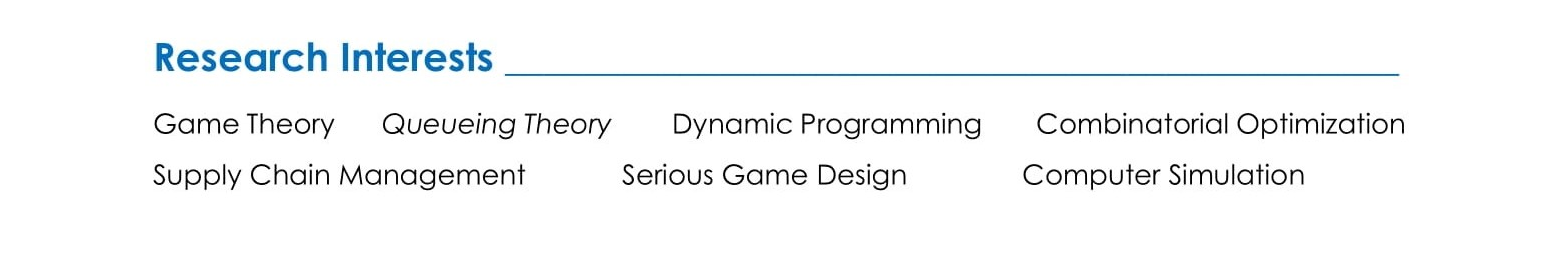 Research Interests
Game Theory Queueing Theory Dynamic Programming Combinatorial Optimization
Supply Chain Management Serious Game Design Computer Simulation